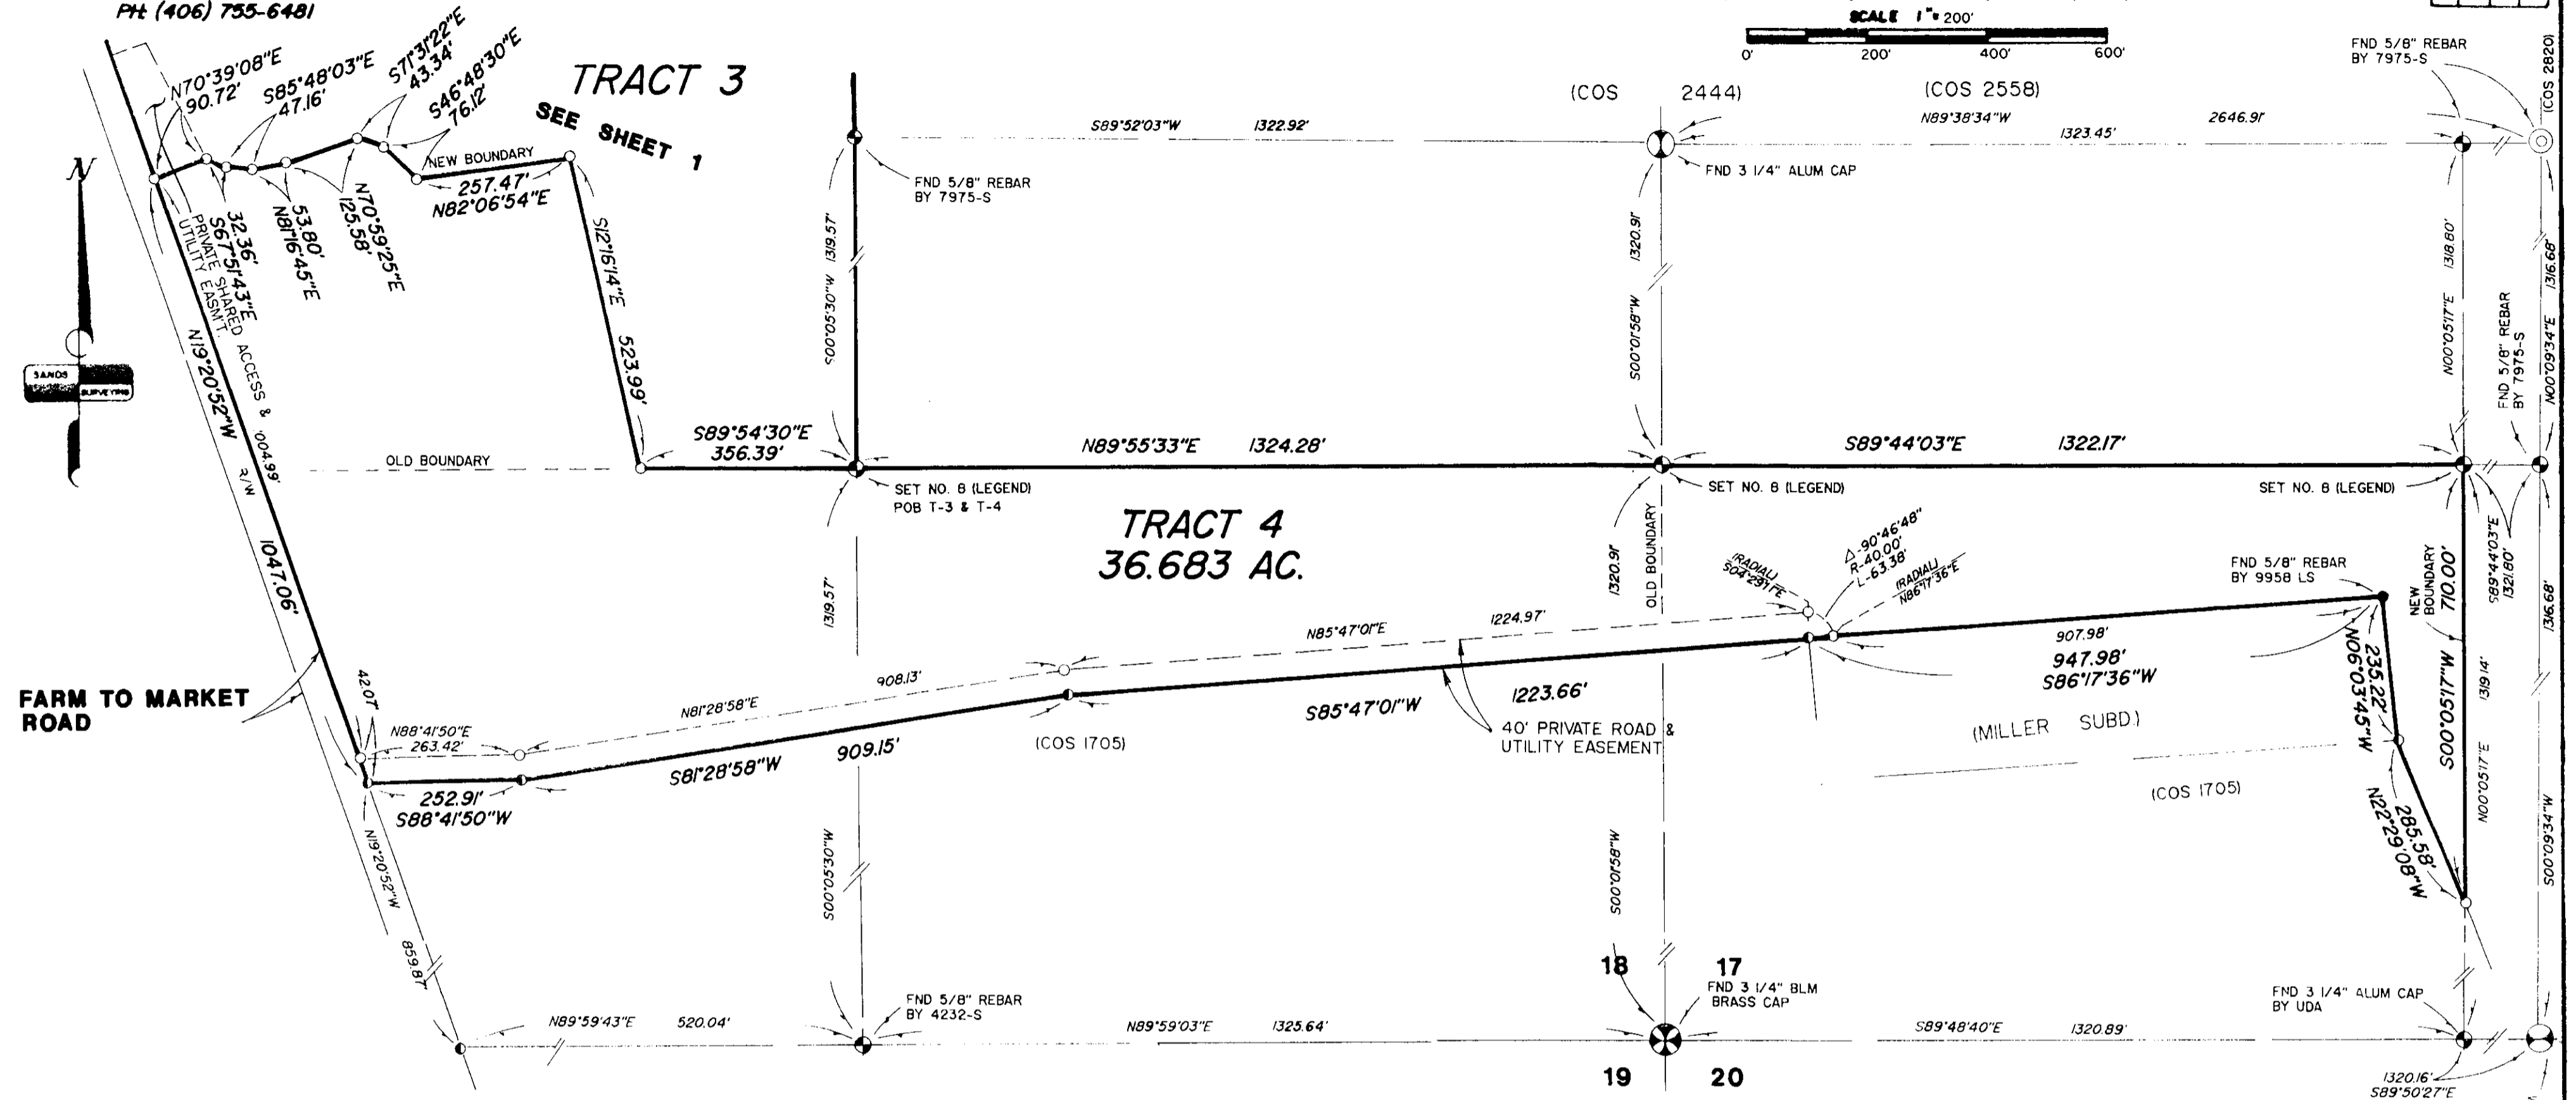 PH: (406) 755-6481
SCALE 1" = 200'
0' 200' 400' 600'
FND 5/8" REBAR
BY 7975-S
(COS 2820)
N70°39'08"E
90.72'
S85°48'03"E
47.16'
S71°31'22"E
43.34'
S46°48'30"E
76.12'
TRACT 3
SEE SHEET 1
(COS 2444)
(COS 2558)
S89°52'03"W 1322.92'
N89°38'34"W
1323.45'
2646.91'
FND 3 1/4" ALUM CAP
FND 5/8" REBAR
BY 7975-S
N
NEW BOUNDARY
257.47'
N82°06'54"E
N70°59'25"E
125.58'
53.80'
N81°16'45"E
32.36'
S67°51'43"E
PRIVATE SHARED ACCESS &
UTILITY EASM'T.
N19°20'52"W
1047.06'
R/W
S12°16'14"E
523.99'
S00°05'30"W 1319.57'
1320.91'
S00°01'58"W
1318.80'
N00°05'17"E
1316.68'
N00°09'34"E
FND 5/8" REBAR
BY 7975-S
SANDS
SURVEYING
OLD BOUNDARY
S89°54'30"E
356.39'
N89°55'33"E 1324.28'
S89°44'03"E 1322.17'
SET NO. 8 (LEGEND)
POB T-3 & T-4
SET NO. 8 (LEGEND)
SET NO. 8 (LEGEND)
TRACT 4
36.683 AC.
1319.57'
1320.91'
OLD BOUNDARY
(RADIAL)
S04°29'11"E
Δ-90°46'48"
R-40.00'
L-63.38'
(RADIAL)
N86°17'36"E
FND 5/8" REBAR
BY 9958 LS
NEW
BOUNDARY
710.00'
S00°05'17"W
S89°44'03"E
1321.80'
1316.68'
1319.14'
N00°05'17"E
N85°47'01"E 1224.97'
907.98'
947.98'
S86°17'36"W
235.22'
N06°03'45"W
FARM TO MARKET
ROAD
42.07'
N88°41'50"E
263.42'
N81°28'58"E
908.13'
S85°47'01"W
1223.66'
40' PRIVATE ROAD &
UTILITY EASEMENT
(MILLER SUBD.)
(COS 1705)
(COS 1705)
S81°28'58"W
909.15'
252.91'
S88°41'50"W
285.58'
N22°29'08"W
N19°20'52"W
859.87'
S00°05'30"W
S00°01'58"W
S00°09'34"W
18 17
FND 3 1/4" BLM
BRASS CAP
FND 5/8" REBAR
BY 4232-S
FND 3 1/4" ALUM CAP
BY UDA
N89°59'43"E 520.04'
N89°59'03"E 1325.64'
S89°48'40"E 1320.89'
19 20
1320.16'
S89°50'27"E